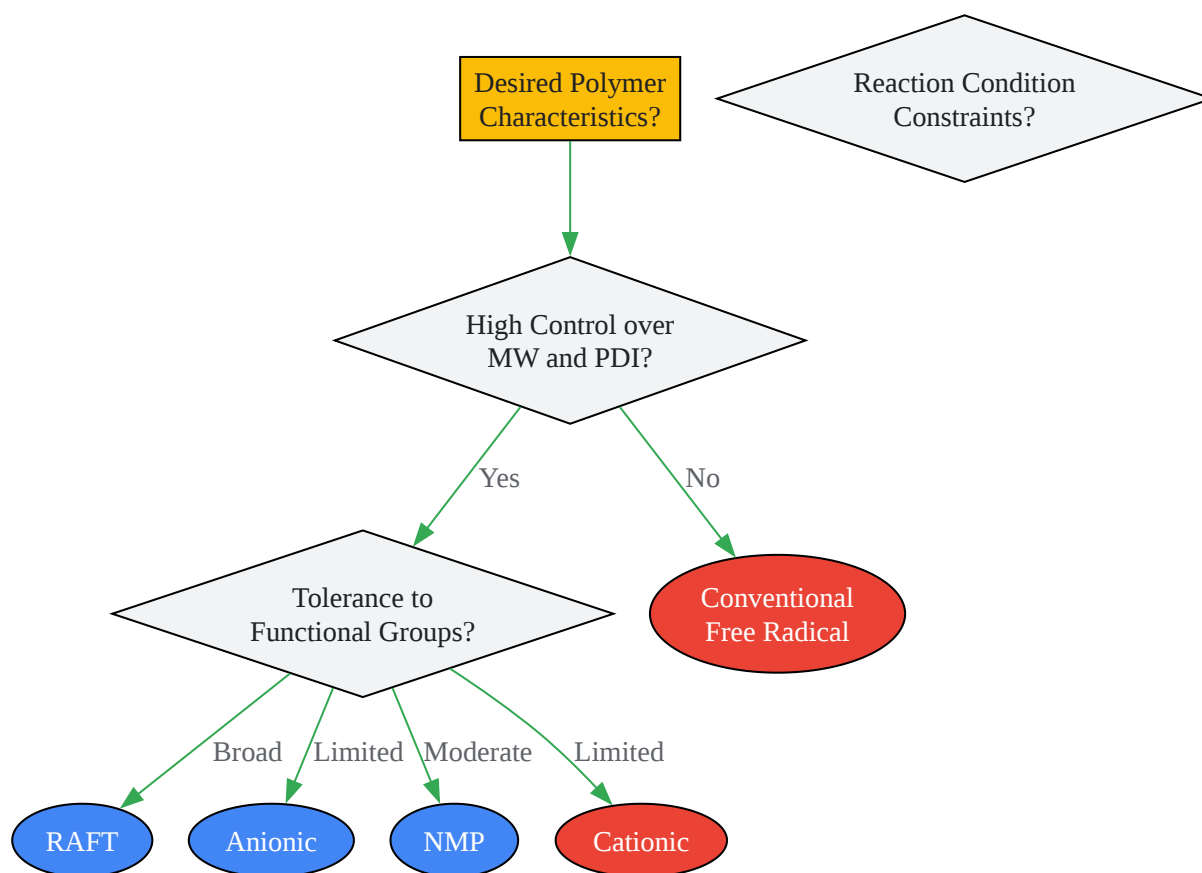 Desired Polymer
Characteristics?
Reaction Condition
Constraints?
High Control over
MW and PDI?
Yes
No
Tolerance to
Functional Groups?
Conventional
Free Radical
Broad
Limited
Moderate
Limited
RAFT
Anionic
NMP
Cationic